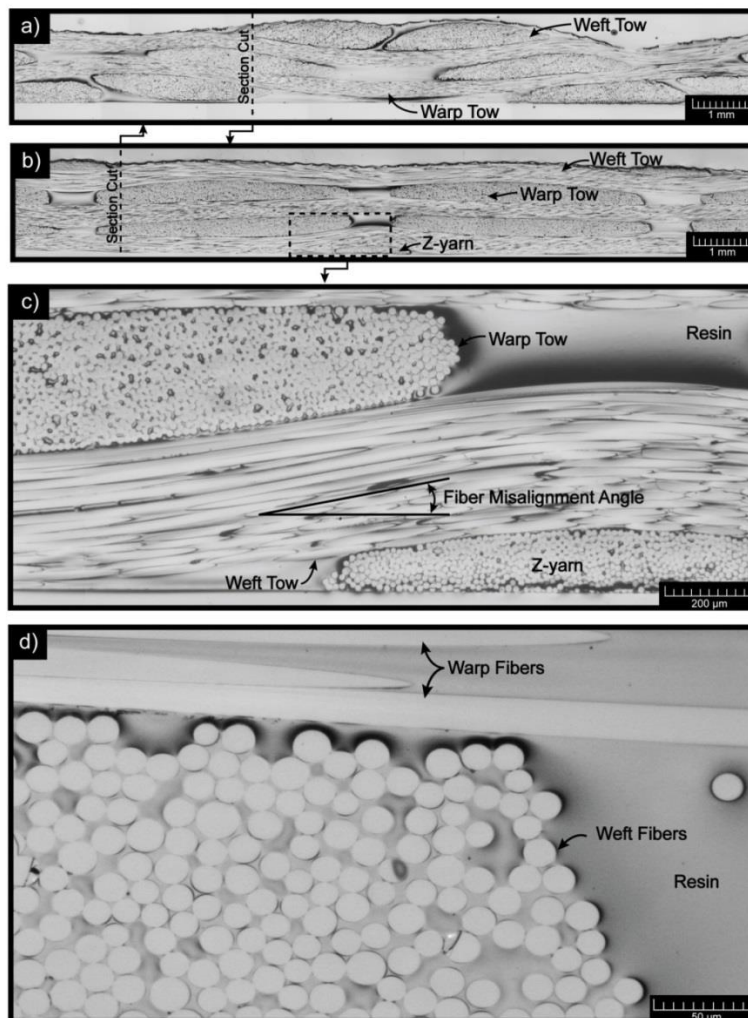 a)
Section Cut
Weft Tow
Warp Tow
1 mm
b)
Section Cut
Weft Tow
Warp Tow
Z-yarn
1 mm
c)
Warp Tow
Resin
Fiber Misalignment Angle
Weft Tow
Z-yarn
200 µm
d)
Warp Fibers
Weft Fibers
Resin
50 µm